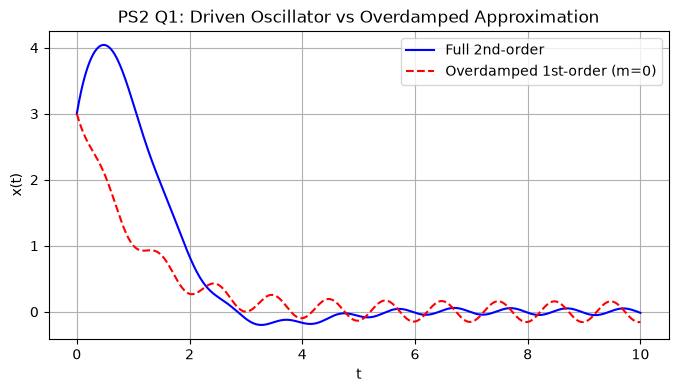 PS2 Q1: Driven Oscillator vs Overdamped Approximation
Full 2nd-order
Overdamped 1st-order (m=0)
x(t)
4
3
2
1
0
0 2 4 6 8 10
t